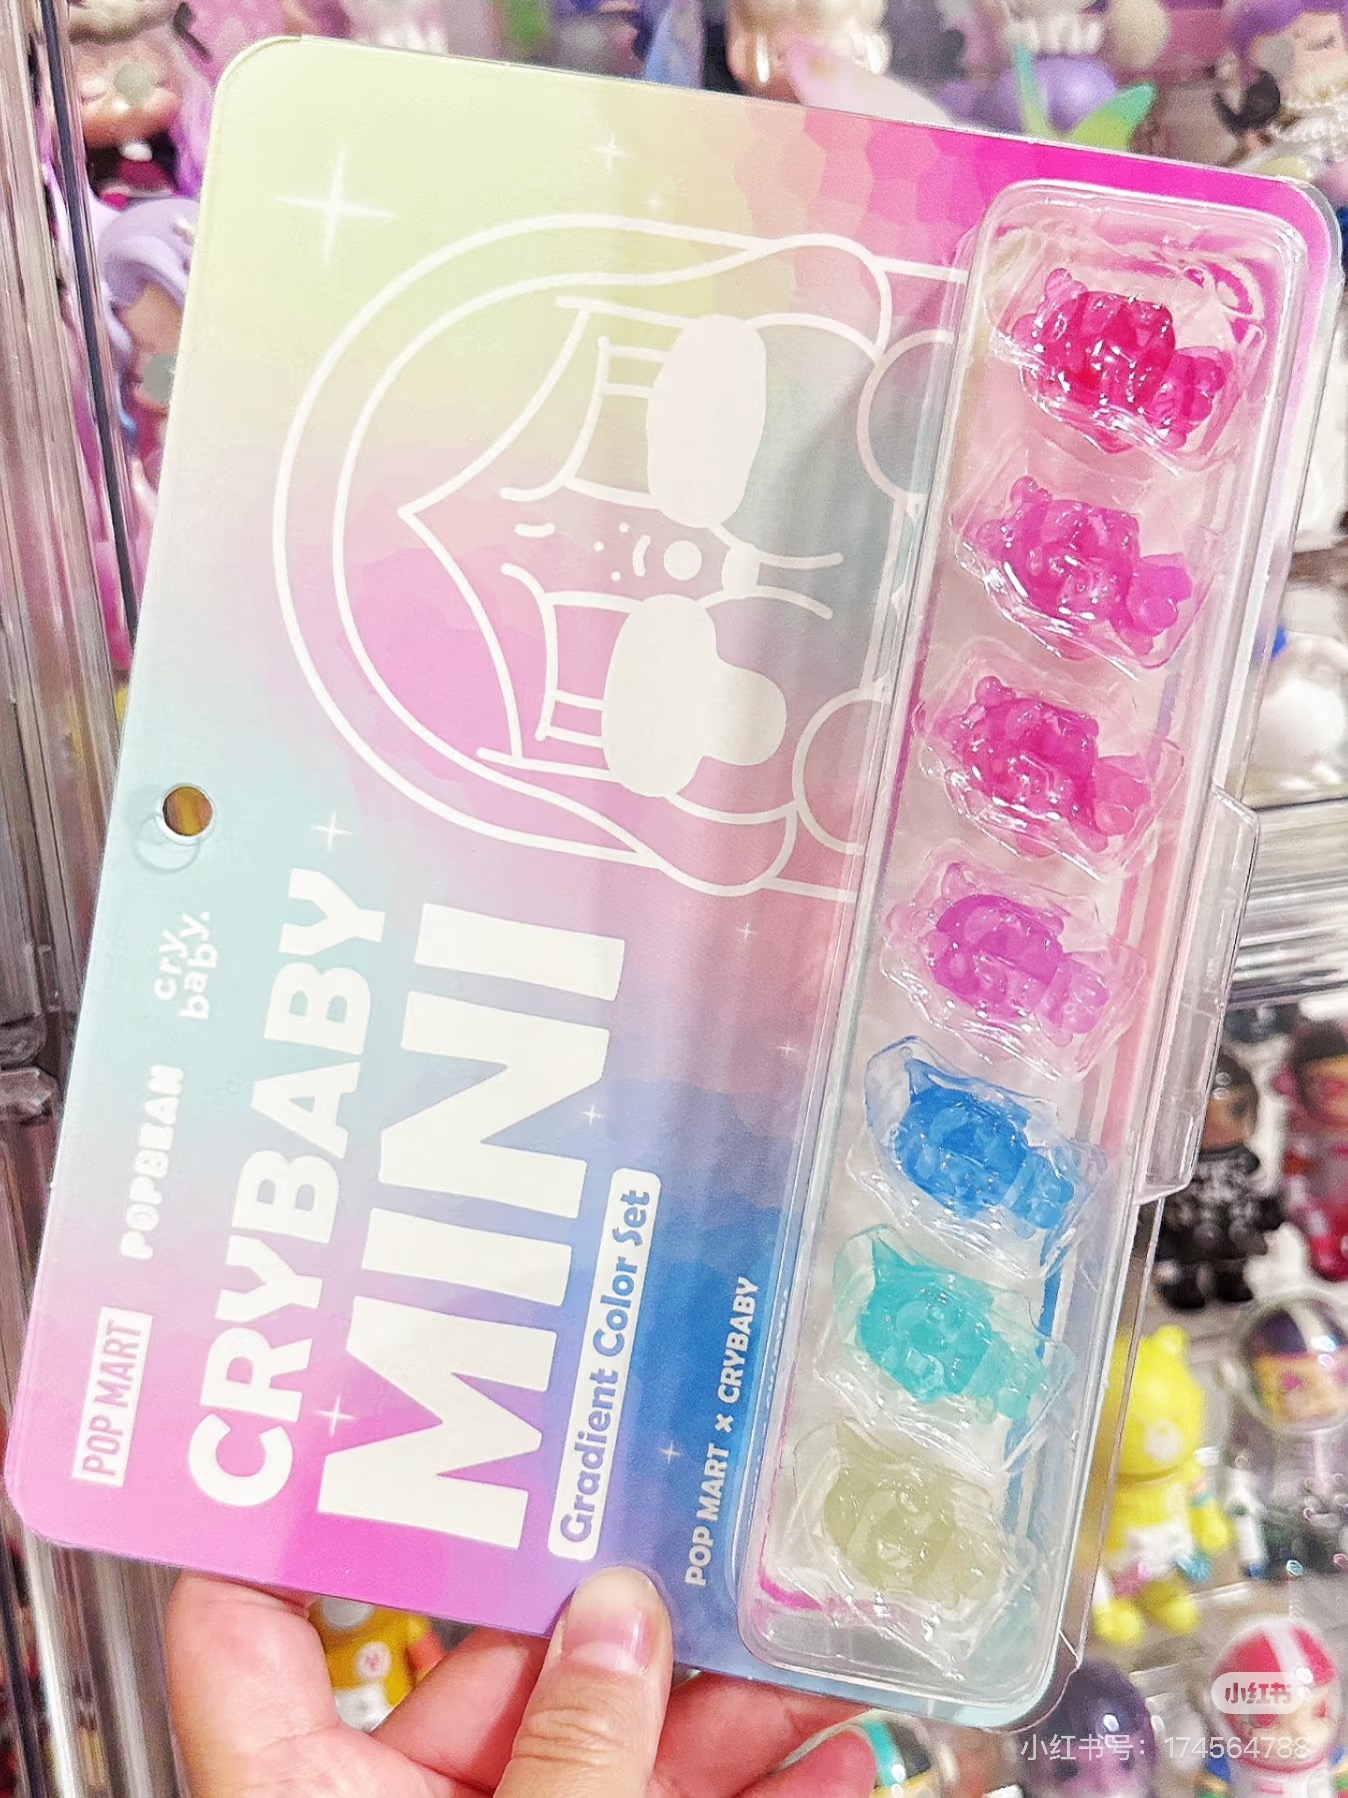 POP MART
POPBEAN
cry
baby.
CRYBABY
MINI
Gradient Color Set
POP MART × CRYBABY
小红书
小红书号：174564788